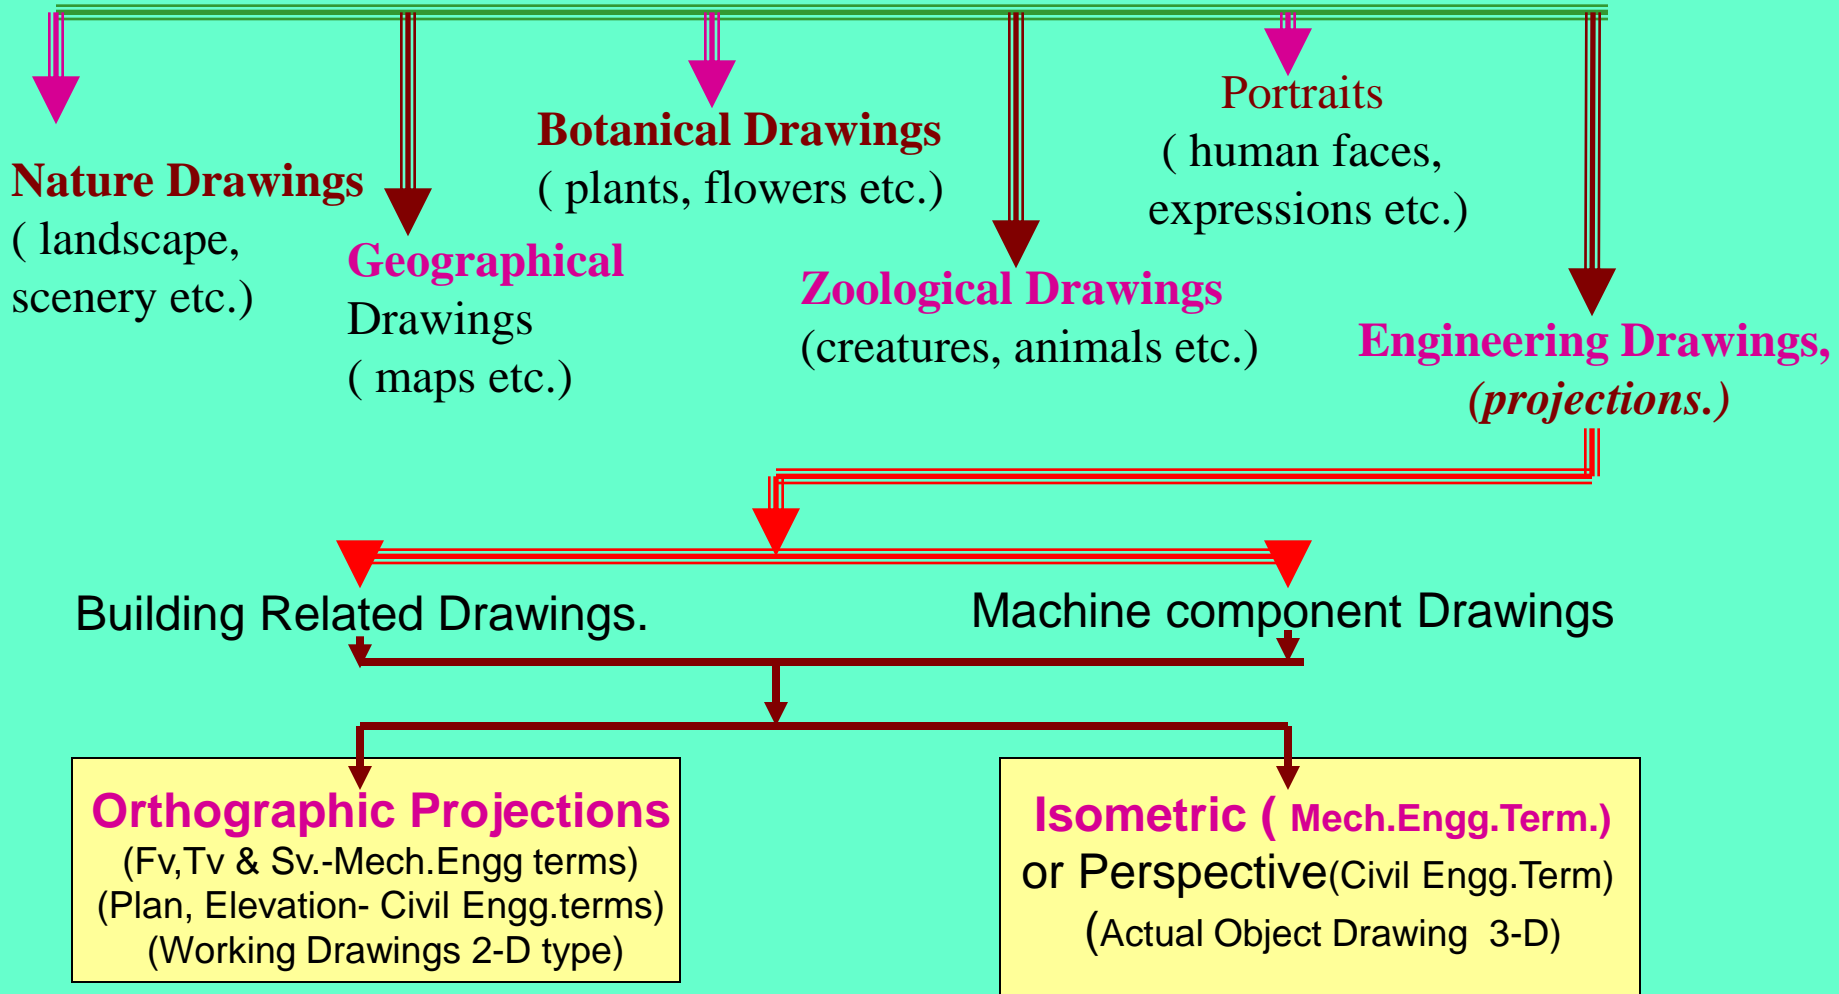 Nature Drawings
( landscape,
scenery etc.)
Geographical
Drawings
( maps etc.)
Botanical Drawings
( plants, flowers etc.)
Zoological Drawings
(creatures, animals etc.)
Portraits
( human faces,
expressions etc.)
Engineering Drawings,
(projections.)
Building Related Drawings.
Machine component Drawings
Orthographic Projections
(Fv,Tv & Sv.-Mech.Engg terms)
(Plan, Elevation- Civil Engg.terms)
(Working Drawings 2-D type)
Isometric ( Mech.Engg.Term.)
or Perspective(Civil Engg.Term)
(Actual Object Drawing 3-D)